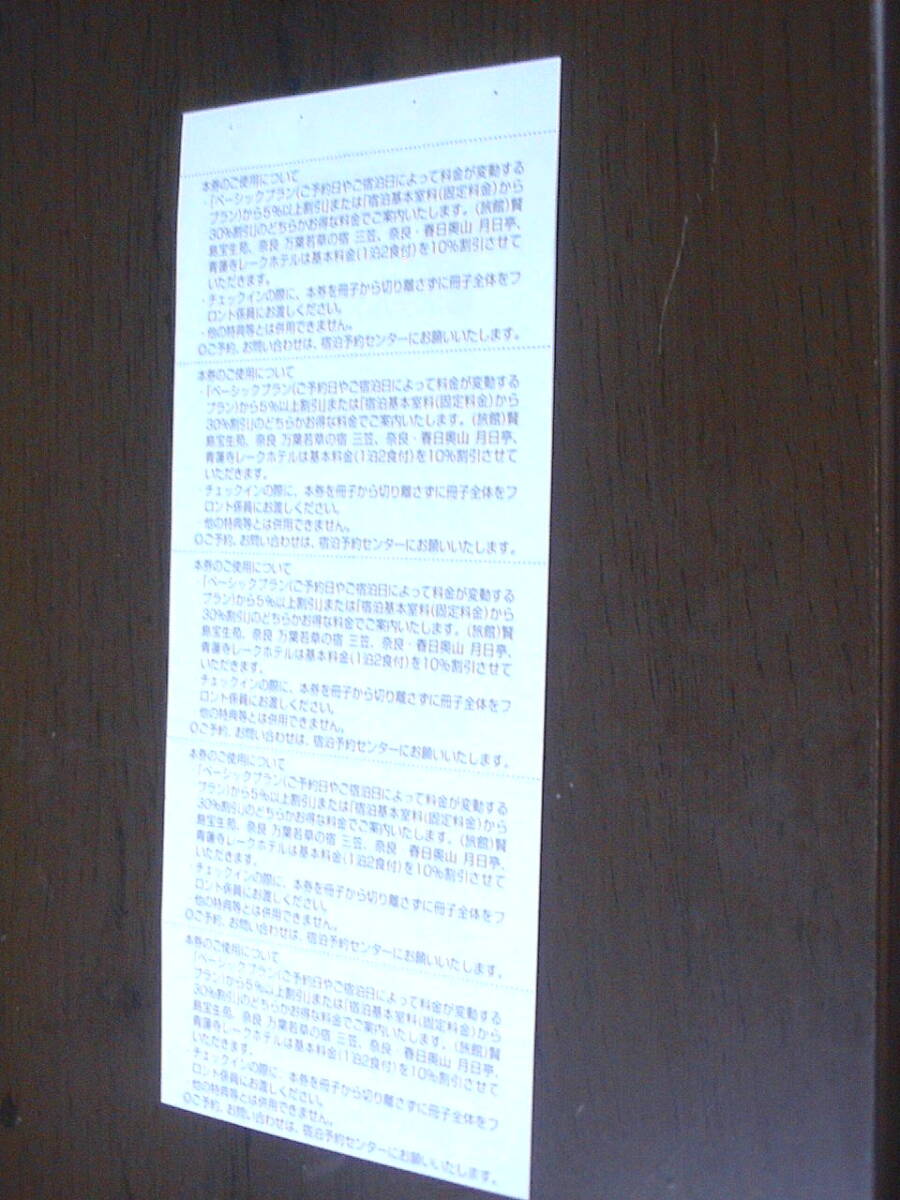 本券のご使用について
・「ベーシックプラン(ご予約日やご宿泊日によって料金が変動する
プラン)から5%以上割引」または「宿泊基本室料(固定料金)から
30%割引」のどちらかお得な料金でご案内いたします。(旅館)賢
島宝生苑、奈良 万葉若草の宿 三笠、奈良・春日奥山 月日亭、
青蓮寺レークホテルは基本料金(1泊2食付)を10%割引させて
いただきます。
・チェックインの際に、本券を冊子から切り離さずに冊子全体をフ
ロント係員にお渡しください。
・他の特典等とは併用できません。
◎ご予約、お問い合わせは、宿泊予約センターにお願いいたします。
本券のご使用について
・「ベーシックプラン(ご予約日やご宿泊日によって料金が変動する
プラン)から5%以上割引」または「宿泊基本室料(固定料金)から
30%割引」のどちらかお得な料金でご案内いたします。(旅館)賢
島宝生苑、奈良 万葉若草の宿 三笠、奈良・春日奥山 月日亭、
青蓮寺レークホテルは基本料金(1泊2食付)を10%割引させて
いただきます。
・チェックインの際に、本券を冊子から切り離さずに冊子全体をフ
ロント係員にお渡しください。
・他の特典等とは併用できません。
◎ご予約、お問い合わせは、宿泊予約センターにお願いいたします。
本券のご使用について
・「ベーシックプラン(ご予約日やご宿泊日によって料金が変動する
プラン)から5%以上割引」または「宿泊基本室料(固定料金)から
30%割引」のどちらかお得な料金でご案内いたします。(旅館)賢
島宝生苑、奈良 万葉若草の宿 三笠、奈良・春日奥山 月日亭、
青蓮寺レークホテルは基本料金(1泊2食付)を10%割引させて
いただきます。
・チェックインの際に、本券を冊子から切り離さずに冊子全体をフ
ロント係員にお渡しください。
・他の特典等とは併用できません。
◎ご予約、お問い合わせは、宿泊予約センターにお願いいたします。
本券のご使用について
・「ベーシックプラン(ご予約日やご宿泊日によって料金が変動する
プラン)から5%以上割引」または「宿泊基本室料(固定料金)から
30%割引」のどちらかお得な料金でご案内いたします。(旅館)賢
島宝生苑、奈良 万葉若草の宿 三笠、奈良・春日奥山 月日亭、
青蓮寺レークホテルは基本料金(1泊2食付)を10%割引させて
いただきます。
・チェックインの際に、本券を冊子から切り離さずに冊子全体をフ
ロント係員にお渡しください。
・他の特典等とは併用できません。
◎ご予約、お問い合わせは、宿泊予約センターにお願いいたします。
本券のご使用について
・「ベーシックプラン(ご予約日やご宿泊日によって料金が変動する
プラン)から5%以上割引」または「宿泊基本室料(固定料金)から
30%割引」のどちらかお得な料金でご案内いたします。(旅館)賢
島宝生苑、奈良 万葉若草の宿 三笠、奈良・春日奥山 月日亭、
青蓮寺レークホテルは基本料金(1泊2食付)を10%割引させて
いただきます。
・チェックインの際に、本券を冊子から切り離さずに冊子全体をフ
ロント係員にお渡しください。
・他の特典等とは併用できません。
◎ご予約、お問い合わせは、宿泊予約センターにお願いいたします。